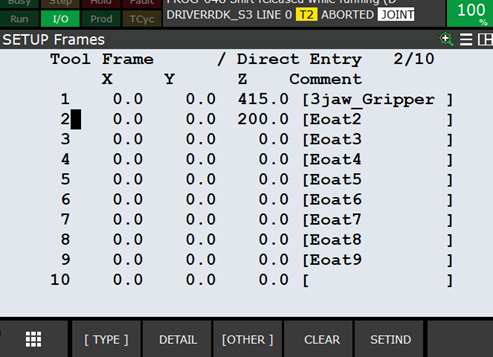 Busy Step Hold Fault
PROG-048 Shift released while running (D
Run I/O Prod TCyc DRIVERRDK_S3 LINE 0 T2 ABORTED JOINT 100 %
SETUP Frames
Tool Frame / Direct Entry 2/10
X Y Z Comment
1 0.0 0.0 415.0 [3jaw_Gripper ]
2 0.0 0.0 200.0 [Eoat2 ]
3 0.0 0.0 0.0 [Eoat3 ]
4 0.0 0.0 0.0 [Eoat4 ]
5 0.0 0.0 0.0 [Eoat5 ]
6 0.0 0.0 0.0 [Eoat6 ]
7 0.0 0.0 0.0 [Eoat7 ]
8 0.0 0.0 0.0 [Eoat8 ]
9 0.0 0.0 0.0 [Eoat9 ]
10 0.0 0.0 0.0 [ ]
[ TYPE ] DETAIL [OTHER ] CLEAR SETIND